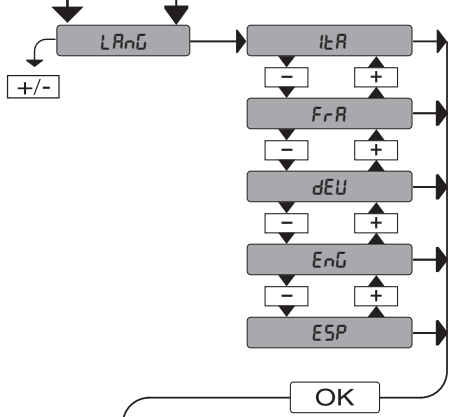 LAnG
ItA
+/-
- +
FrA
- +
dEU
- +
EnG
- +
ESP
OK